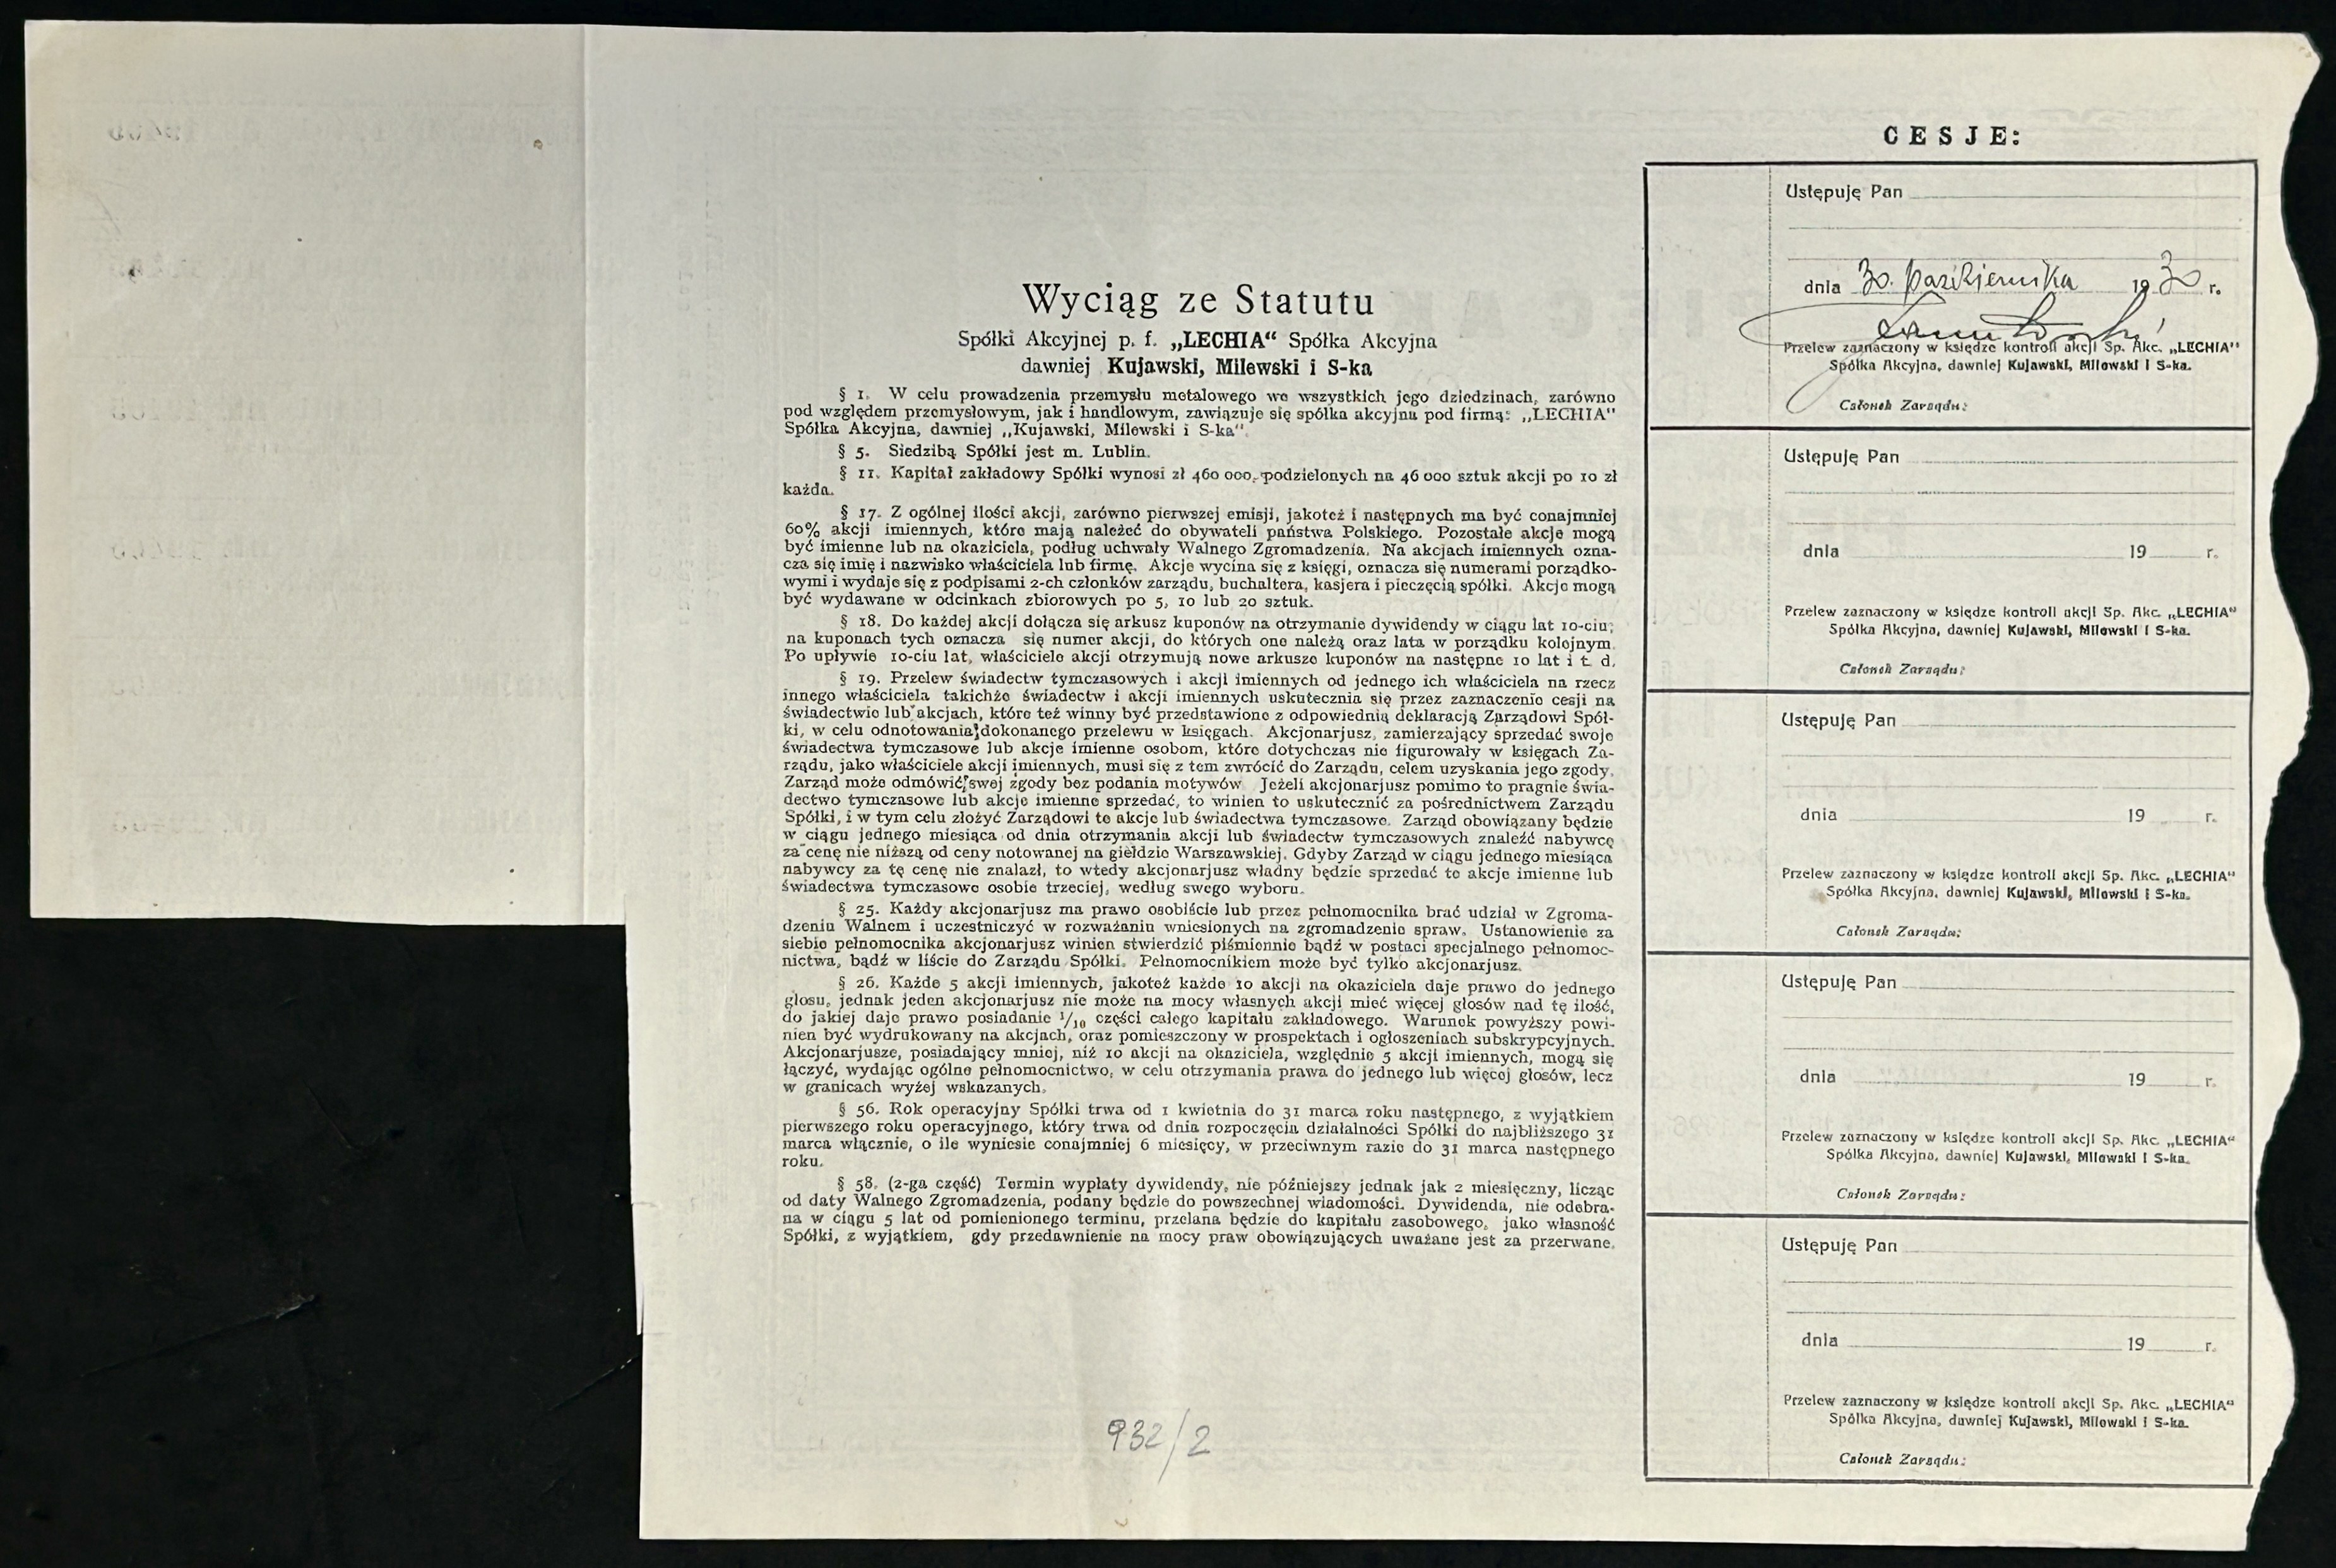 Wyciąg ze Statutu
Spółki Akcyjnej p. f. „LECHIA“ Spółka Akcyjna
dawniej Kujawski, Milewski i S-ka
§ 1. W celu prowadzenia przemysłu metalowego we wszystkich jego dziedzinach, zarówno
pod względem przemysłowym, jak i handlowym, zawiązuje się spółka akcyjna pod firmą: „LECHIA“
Spółka Akcyjna, dawniej „Kujawski, Milewski i S-ka“.
§ 5. Siedzibą Spółki jest m. Lublin.
§ 11. Kapitał zakładowy Spółki wynosi zł 460 000, podzielonych na 46 000 sztuk akcji po 10 zł
każda.
§ 17. Z ogólnej ilości akcji, zarówno pierwszej emisji, jakoteż i następnych ma być conajmniej
60% akcji imiennych, które mają należeć do obywateli państwa Polskiego. Pozostałe akcje mogą
być imienne lub na okaziciela, podług uchwały Walnego Zgromadzenia. Na akcjach imiennych ozna-
cza się imię i nazwisko właściciela lub firmę. Akcje wycina się z księgi, oznacza się numerami porządko-
wymi i wydaje się z podpisami 2-ch członków zarządu, buchaltera, kasjera i pieczęcią spółki. Akcje mogą
być wydawane w odcinkach zbiorowych po 5, 10 lub 20 sztuk.
§ 18. Do każdej akcji dołącza się arkusz kuponów na otrzymanie dywidendy w ciągu lat 10-ciu;
na kuponach tych oznacza się numer akcji, do których one należą oraz lata w porządku kolejnym.
Po upływie 10-ciu lat, właściciele akcji otrzymują nowe arkusze kuponów na następne 10 lat i t. d.
§ 19. Przelew świadectw tymczasowych i akcji imiennych od jednego ich właściciela na rzecz
innego właściciela takichże świadectw i akcji imiennych uskutecznia się przez zaznaczenie cesji na
świadectwie lub akcjach, które też winny być przedstawione z odpowiednią deklaracją Zarządowi Spół-
ki, w celu odnotowania dokonanego przelewu w księgach. Akcjonarjusz, zamierzający sprzedać swoje
świadectwa tymczasowe lub akcje imienne osobom, które dotychczas nie figurowały w księgach Za-
rządu, jako właściciele akcji imiennych, musi się z tem zwrócić do Zarządu, celem uzyskania jego zgody.
Zarząd może odmówić swej zgody bez podania motywów Jeżeli akcjonarjusz pomimo to pragnie świa-
dectwo tymczasowe lub akcje imienne sprzedać, to winien to uskutecznić za pośrednictwem Zarządu
Spółki, i w tym celu złożyć Zarządowi te akcje lub świadectwa tymczasowe. Zarząd obowiązany będzie
w ciągu jednego miesiąca od dnia otrzymania akcji lub świadectw tymczasowych znaleźć nabywcę
za cenę nie niższą od ceny notowanej na giełdzie Warszawskiej. Gdyby Zarząd w ciągu jednego miesiąca
nabywcy za tę cenę nie znalazł, to wtedy akcjonarjusz władny będzie sprzedać te akcje imienne lub
świadectwa tymczasowe osobie trzeciej, według swego wyboru.
§ 25. Każdy akcjonarjusz ma prawo osobiście lub przez pełnomocnika brać udział w Zgroma-
dzeniu Walnem i uczestniczyć w rozważaniu wniesionych na zgromadzenie spraw. Ustanowienie za
siebie pełnomocnika akcjonarjusz winien stwierdzić piśmiennie bądź w postaci specjalnego pełnomoc-
nictwa, bądź w liście do Zarządu Spółki. Pełnomocnikiem może być tylko akcjonarjusz.
§ 26. Każde 5 akcji imiennych, jakoteż każde 10 akcji na okaziciela daje prawo do jednego
głosu, jednak jeden akcjonarjusz nie może na mocy własnych akcji mieć więcej głosów nad tę ilość,
do jakiej daje prawo posiadanie 1/10 części całego kapitału zakładowego. Warunek powyższy powi-
nien być wydrukowany na akcjach, oraz pomieszczony w prospektach i ogłoszeniach subskrypcyjnych.
Akcjonarjusze, posiadający mniej, niż 10 akcji na okaziciela, względnie 5 akcji imiennych, mogą się
łączyć, wydając ogólne pełnomocnictwo, w celu otrzymania prawa do jednego lub więcej głosów, lecz
w granicach wyżej wskazanych.
§ 56. Rok operacyjny Spółki trwa od 1 kwietnia do 31 marca roku następnego, z wyjątkiem
pierwszego roku operacyjnego, który trwa od dnia rozpoczęcia działalności Spółki do najbliższego 31
marca włącznie, o ile wyniesie conajmniej 6 miesięcy, w przeciwnym razie do 31 marca następnego
roku.
§ 58. (2-ga część) Termin wypłaty dywidendy, nie późniejszy jednak jak 2 miesięczny, licząc
od daty Walnego Zgromadzenia, podany będzie do powszechnej wiadomości. Dywidenda, nie odebra-
na w ciągu 5 lat od pomienionego terminu, przelana będzie do kapitału zasobowego, jako własność
Spółki, z wyjątkiem, gdy przedawnienie na mocy praw obowiązujących uważane jest za przerwane.
932/2
CESJE:
Ustępuję Pan
dnia 30. października 1930 r.
Przelew zaznaczony w księdze kontroli akcji Sp. Akc. „LECHIA“
Spółka Akcyjna, dawniej Kujawski, Milewski i S-ka.
Członek Zarządu:
Ustępuję Pan
dnia 19 r.
Przelew zaznaczony w księdze kontroli akcji Sp. Akc. „LECHIA“
Spółka Akcyjna, dawniej Kujawski, Milewski i S-ka.
Członek Zarządu:
Ustępuję Pan
dnia 19 r.
Przelew zaznaczony w księdze kontroli akcji Sp. Akc. „LECHIA“
Spółka Akcyjna, dawniej Kujawski, Milewski i S-ka.
Członek Zarządu:
Ustępuję Pan
dnia 19 r.
Przelew zaznaczony w księdze kontroli akcji Sp. Akc. „LECHIA“
Spółka Akcyjna, dawniej Kujawski, Milewski i S-ka.
Członek Zarządu:
Ustępuję Pan
dnia 19 r.
Przelew zaznaczony w księdze kontroli akcji Sp. Akc. „LECHIA“
Spółka Akcyjna, dawniej Kujawski, Milewski i S-ka.
Członek Zarządu: